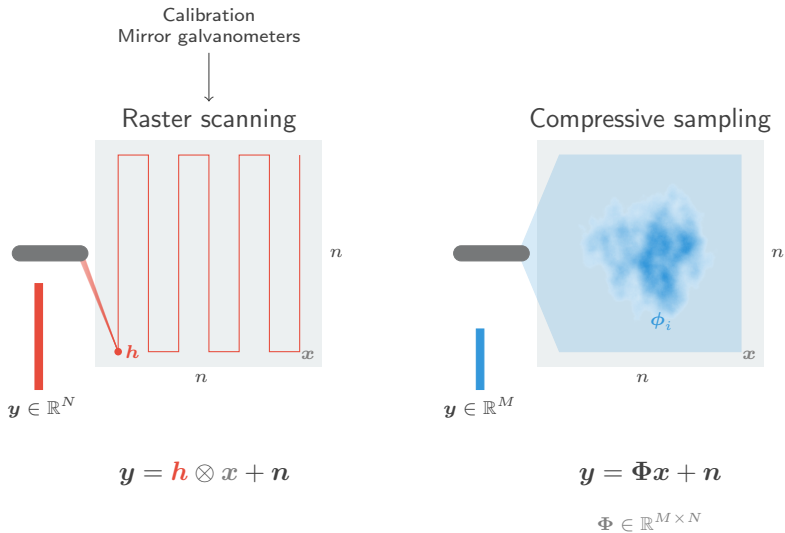 Calibration
Mirror galvanometers
Raster scanning
n
h
x
n
y ∈ ℝ^N
y = h ⊗ x + n
Compressive sampling
n
ϕ_i
x
n
y ∈ ℝ^M
y = Φx + n
Φ ∈ ℝ^{M×N}